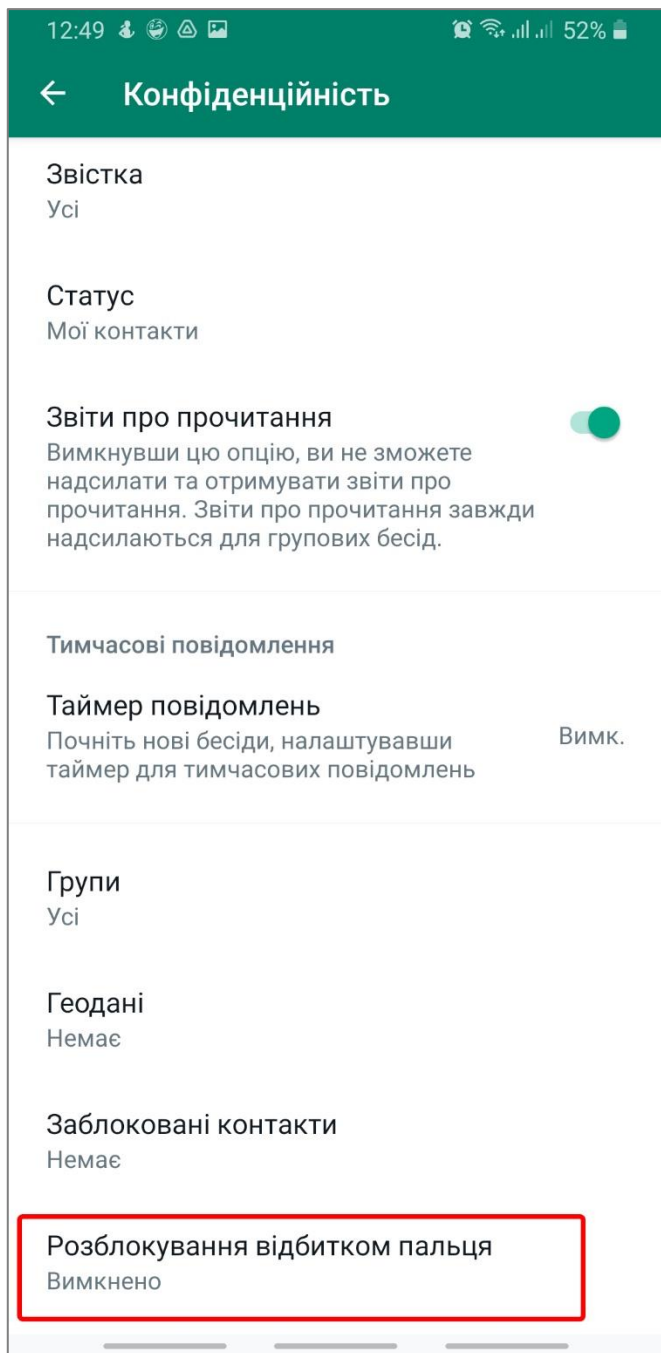 12:49 52%
Конфіденційність
Звістка
Усі
Статус
Мої контакти
Звіти про прочитання
Вимкнувши цю опцію, ви не зможете
надсилати та отримувати звіти про
прочитання. Звіти про прочитання завжди
надсилаються для групових бесід.
Тимчасові повідомлення
Таймер повідомлень
Почніть нові бесіди, налаштувавши
таймер для тимчасових повідомлень
Вимк.
Групи
Усі
Геодані
Немає
Заблоковані контакти
Немає
Розблокування відбитком пальця
Вимкнено